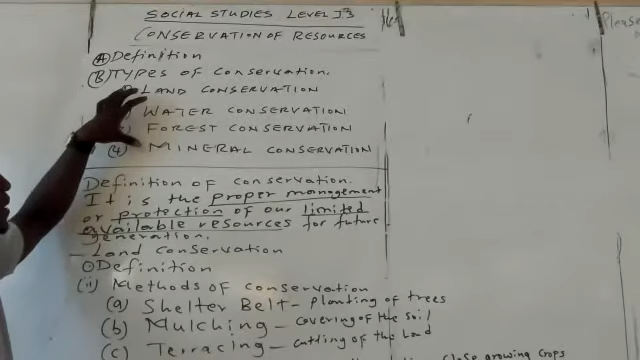 SOCIAL STUDIES LEVEL J3
CONSERVATION OF RESOURCES
(A) Definition
(B) TYPES OF Conservation.
LAND CONSERVATION
WATER CONSERVATION
FOREST CONSERVATION
(4) MINERAL CONSERVATION
Definition of conservation.
It is the proper management
or protection of our limited
available resources for future
generation.
- Land conservation
(i) Definition
(ii) Methods of conservation
(a) Shelter Belt - Planting of trees
(b) Mulching - covering of the soil
(c) Terracing - cutting of the land
close growing crops
Please